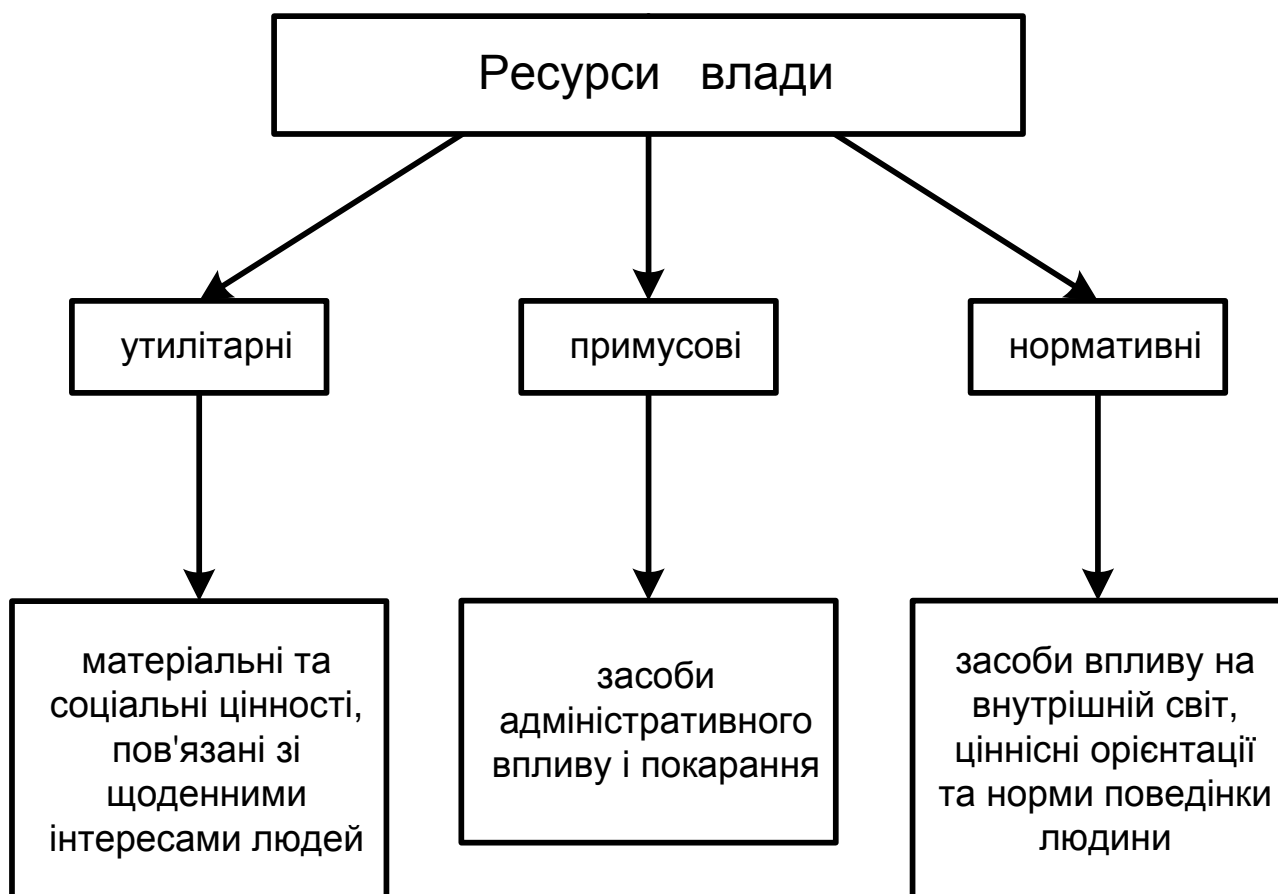 Ресурси влади
утилітарні
примусові
нормативні
матеріальні та
соціальні цінності,
пов'язані зі
щоденними
інтересами людей
засоби
адміністративного
впливу і покарання
засоби впливу на
внутрішній світ,
ціннісні орієнтації
та норми поведінки
людини